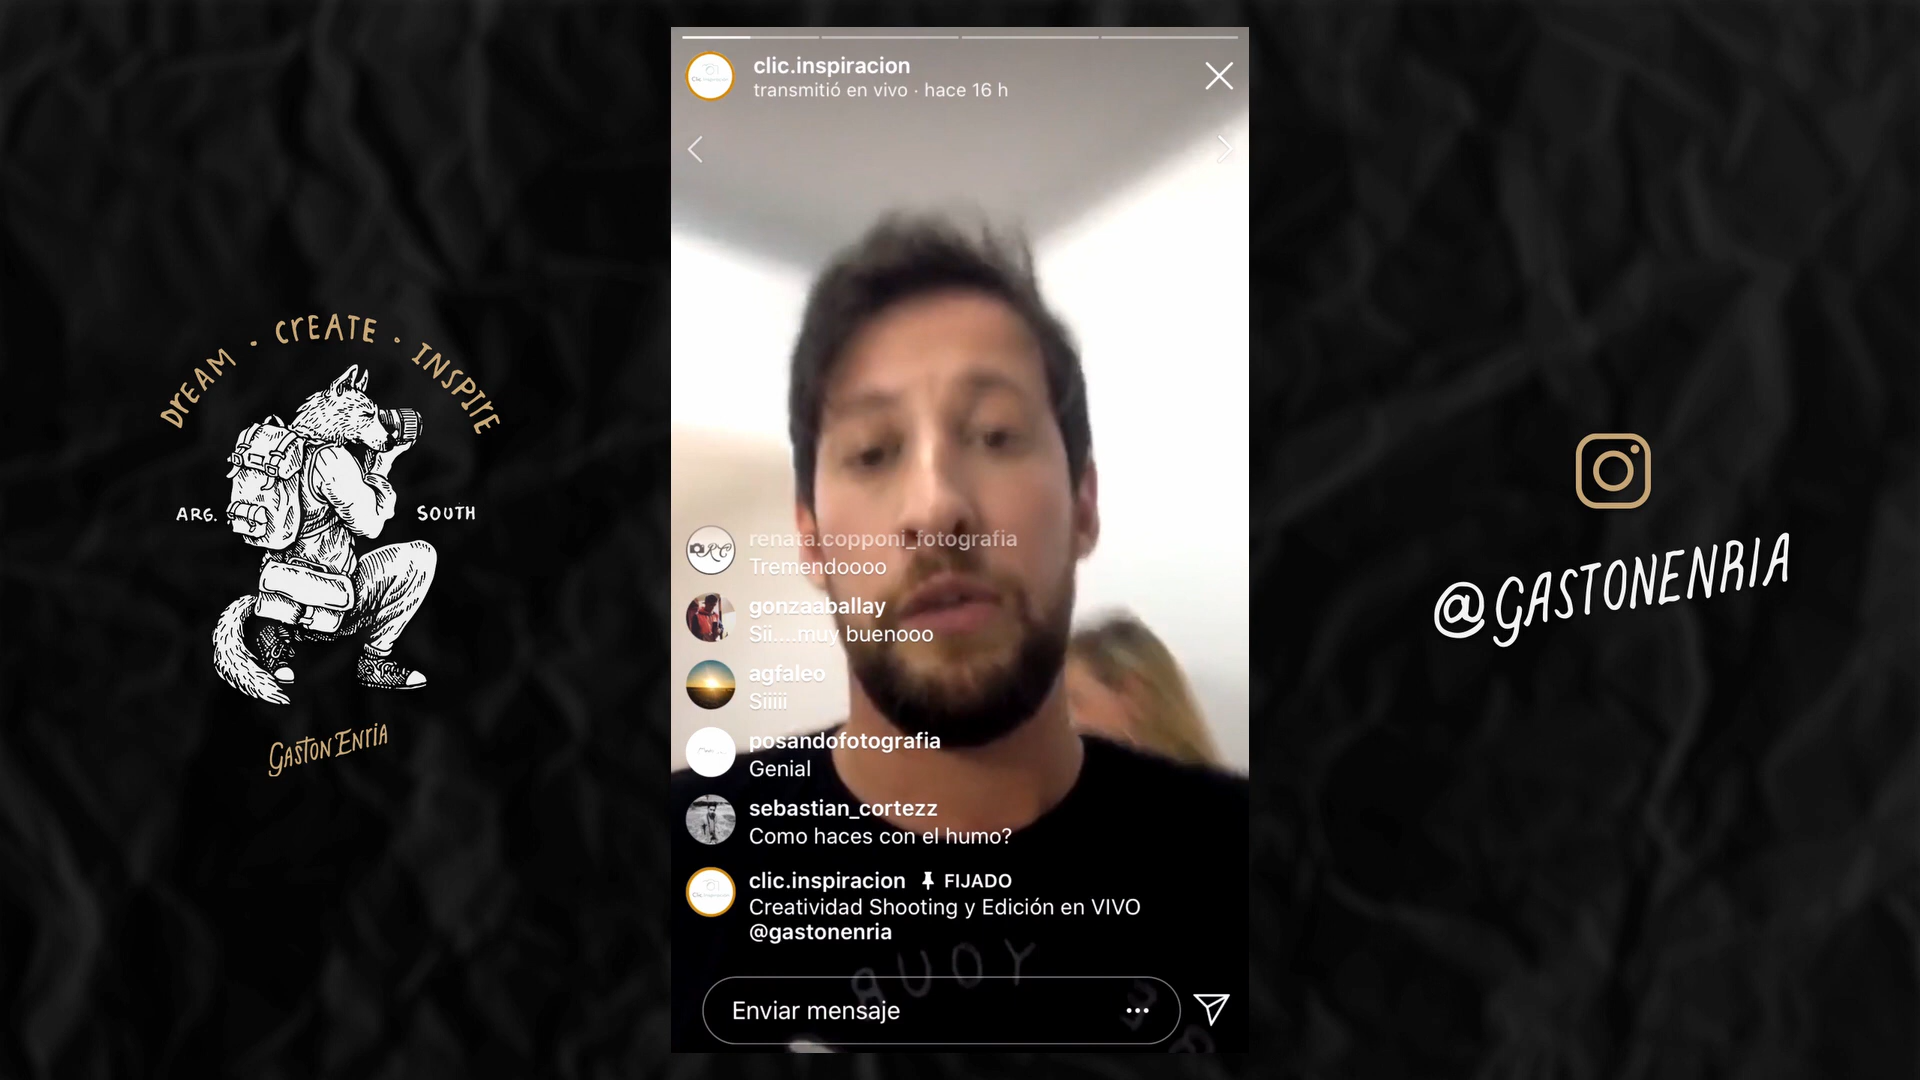 DREAM · CREATE · INSPIRE
ARG. SOUTH
GASTON ENRIA
clic.inspiracion
transmitió en vivo · hace 16 h
renata.copponi_fotografia
Tremendoooo
gonzaaballay
Sii....muy buenooo
agfaleo
Siiiii
posandofotografia
Genial
sebastian_cortezz
Como haces con el humo?
clic.inspiracion FIJADO
Creatividad Shooting y Edición en VIVO
@gastonenria
Enviar mensaje
@GASTONENRIA